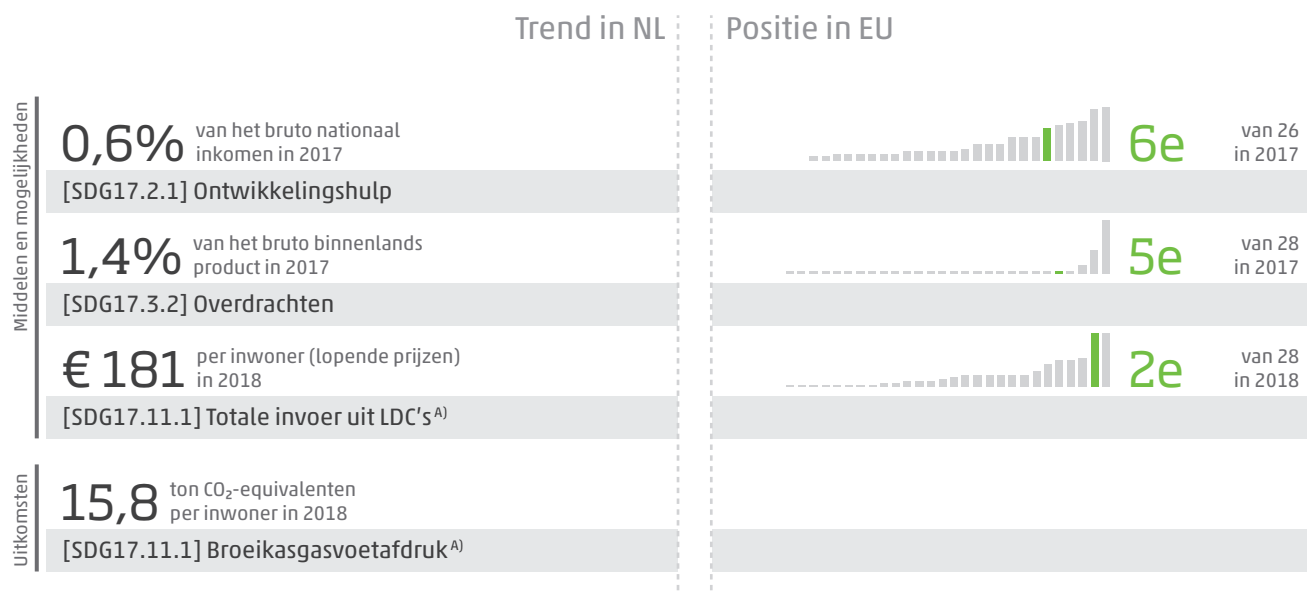 Trend in NL
Positie in EU
Middelen en mogelijkheden
0,6%
van het bruto nationaal
inkomen in 2017
6e
van 26
in 2017
[SDG17.2.1] Ontwikkelingshulp
1,4%
van het bruto binnenlands
product in 2017
5e
van 28
in 2017
[SDG17.3.2] Overdrachten
€ 181
per inwoner (lopende prijzen)
in 2018
2e
van 28
in 2018
[SDG17.11.1] Totale invoer uit LDC's A)
Uitkomsten
15,8
ton CO₂-equivalenten
per inwoner in 2018
[SDG17.11.1] Broeikasgasvoetafdruk A)